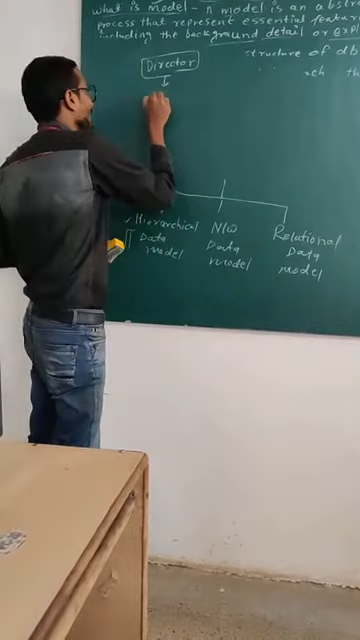 what is model - A model is an abs
process that represent essential featur
including the background detail or expl
structure of db
Director
Hierarchical
Data
model
N/W
Data
model
Relational
Data
model